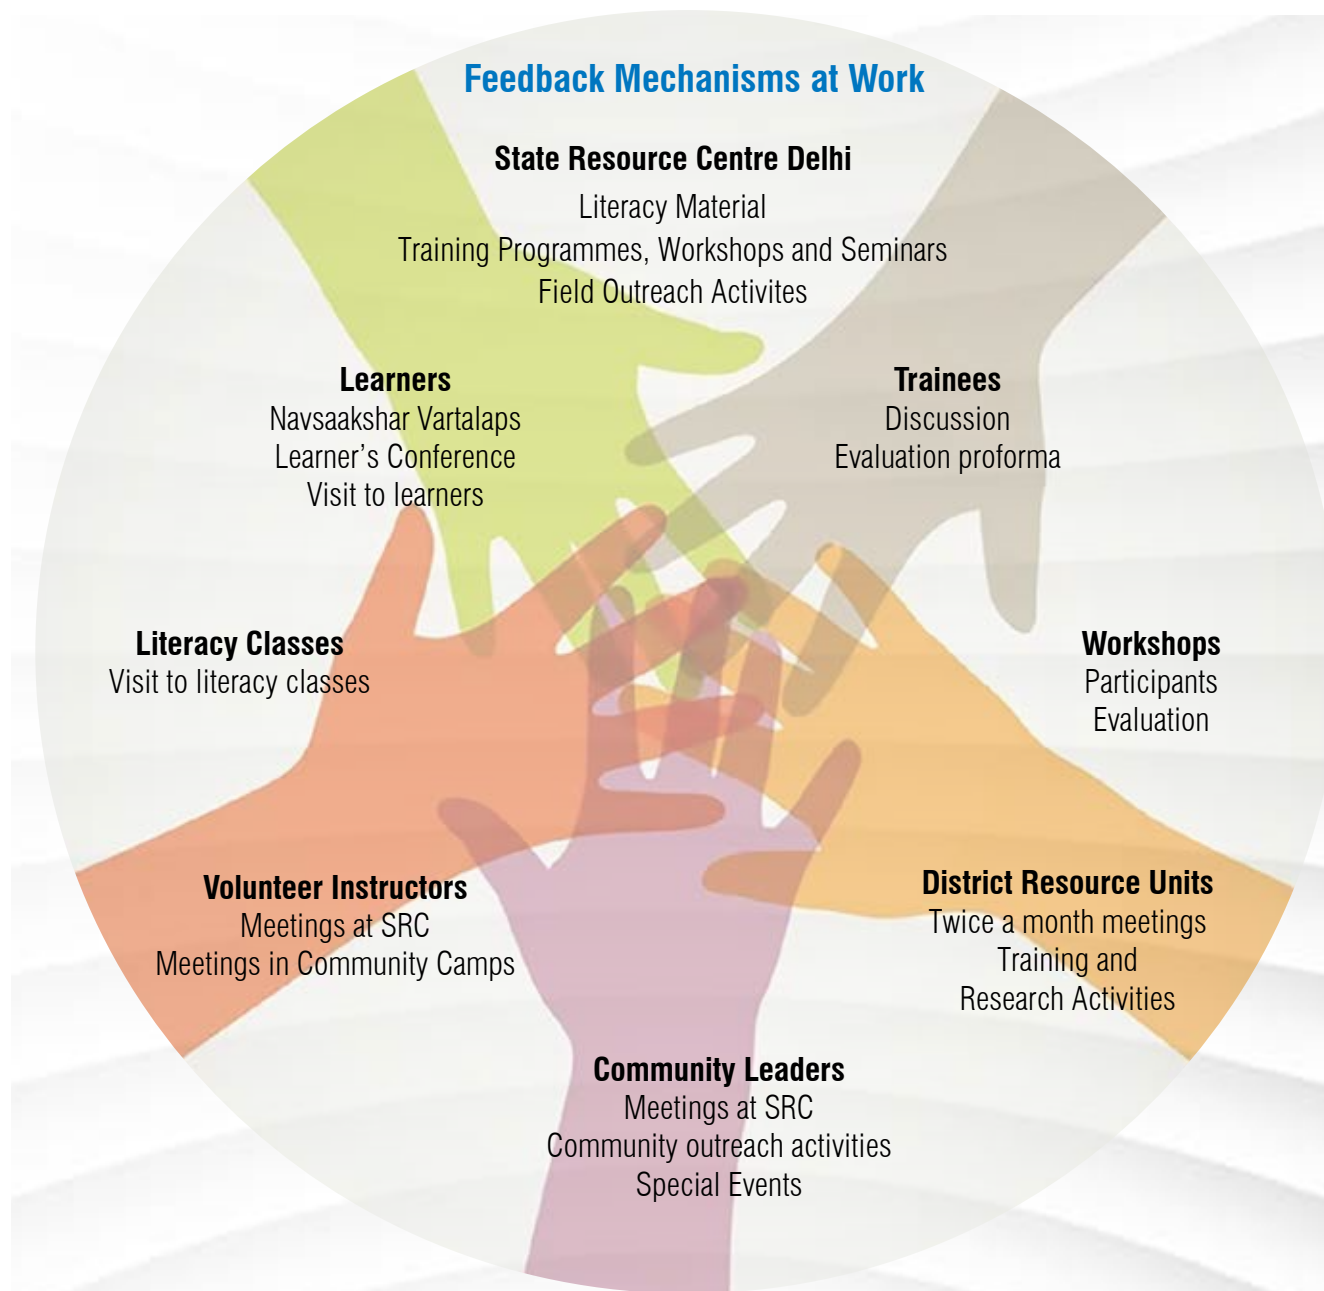 Feedback Mechanisms at Work
State Resource Centre Delhi
Literacy Material
Training Programmes, Workshops and Seminars
Field Outreach Activites
Learners
Navsaakshar Vartalaps
Learner’s Conference
Visit to learners
Trainees
Discussion
Evaluation proforma
Literacy Classes
Visit to literacy classes
Workshops
Participants
Evaluation
Volunteer Instructors
Meetings at SRC
Meetings in Community Camps
District Resource Units
Twice a month meetings
Training and
Research Activities
Community Leaders
Meetings at SRC
Community outreach activities
Special Events